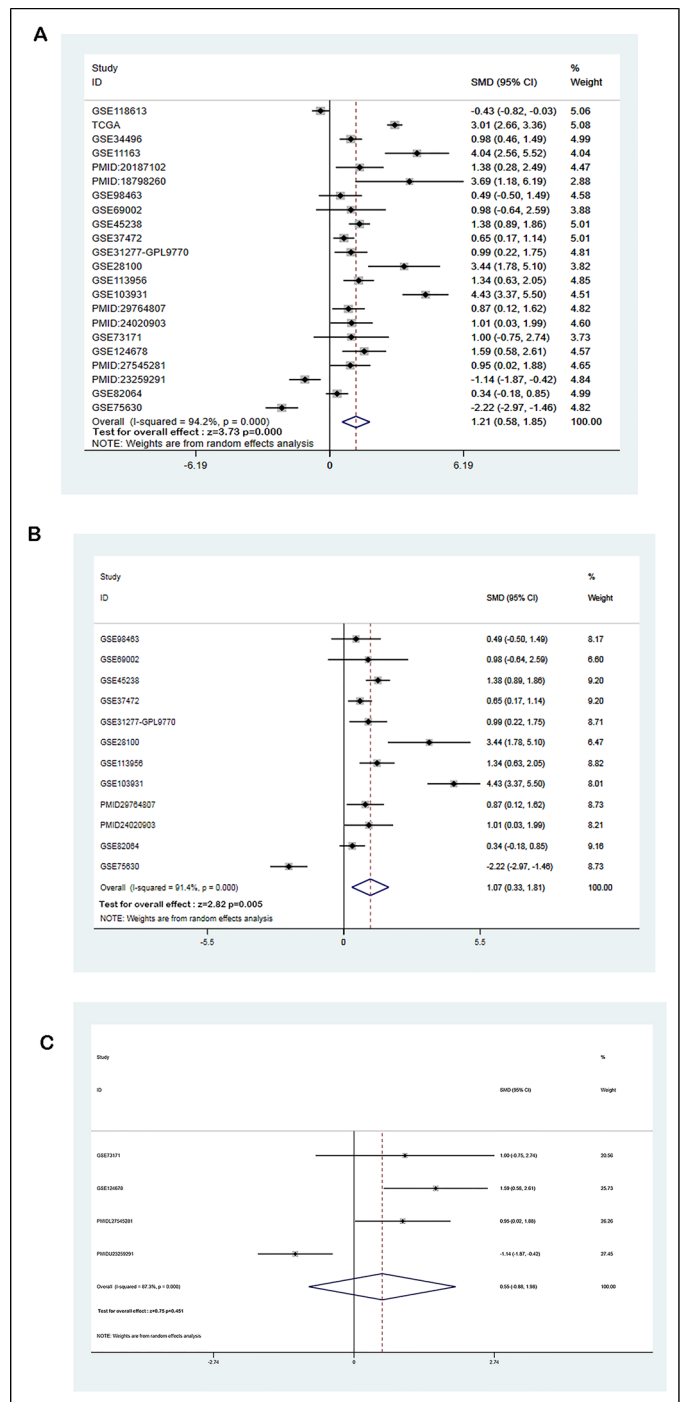 A
Study %
ID SMD (95% CI) Weight
GSE118613 -0.43 (-0.82, -0.03) 5.06
TCGA 3.01 (2.66, 3.36) 5.08
GSE34496 0.98 (0.46, 1.49) 4.99
GSE11163 4.04 (2.56, 5.52) 4.04
PMID:20187102 1.38 (0.28, 2.49) 4.47
PMID:18798260 3.69 (1.18, 6.19) 2.88
GSE98463 0.49 (-0.50, 1.49) 4.58
GSE69002 0.98 (-0.64, 2.59) 3.88
GSE45238 1.38 (0.89, 1.86) 5.01
GSE37472 0.65 (0.17, 1.14) 5.01
GSE31277-GPL9770 0.99 (0.22, 1.75) 4.81
GSE28100 3.44 (1.78, 5.10) 3.82
GSE113956 1.34 (0.63, 2.05) 4.85
GSE103931 4.43 (3.37, 5.50) 4.51
PMID:29764807 0.87 (0.12, 1.62) 4.82
PMID:24020903 1.01 (0.03, 1.99) 4.60
GSE73171 1.00 (-0.75, 2.74) 3.73
GSE124678 1.59 (0.58, 2.61) 4.57
PMID:27545281 0.95 (0.02, 1.88) 4.65
PMID:23259291 -1.14 (-1.87, -0.42) 4.84
GSE82064 0.34 (-0.18, 0.85) 4.99
GSE75630 -2.22 (-2.97, -1.46) 4.82
Overall (I-squared = 94.2%, p = 0.000) 1.21 (0.58, 1.85) 100.00
Test for overall effect : z=3.73 p=0.000
NOTE: Weights are from random effects analysis
-6.19 0 6.19
B
Study %
ID SMD (95% CI) Weight
GSE98463 0.49 (-0.50, 1.49) 8.17
GSE69002 0.98 (-0.64, 2.59) 6.60
GSE45238 1.38 (0.89, 1.86) 9.20
GSE37472 0.65 (0.17, 1.14) 9.20
GSE31277-GPL9770 0.99 (0.22, 1.75) 8.71
GSE28100 3.44 (1.78, 5.10) 6.47
GSE113956 1.34 (0.63, 2.05) 8.82
GSE103931 4.43 (3.37, 5.50) 8.01
PMID29764807 0.87 (0.12, 1.62) 8.73
PMID24020903 1.01 (0.03, 1.99) 8.21
GSE82064 0.34 (-0.18, 0.85) 9.16
GSE75630 -2.22 (-2.97, -1.46) 8.73
Overall (I-squared = 91.4%, p = 0.000) 1.07 (0.33, 1.81) 100.00
Test for overall effect : z=2.82 p=0.005
NOTE: Weights are from random effects analysis
-5.5 0 5.5
C
Study %
ID SMD (95% CI) Weight
GSE73171 1.00 (-0.75, 2.74) 20.56
GSE124678 1.59 (0.58, 2.61) 25.73
PMIDL27545281 0.95 (0.02, 1.88) 26.26
PMIDU23259291 -1.14 (-1.87, -0.42) 27.45
Overall (I-squared = 87.3%, p = 0.000) 100.00
Test for overall effect : z=0.75 p=0.451
NOTE: Weights are from random effects analysis
-2.74 0 2.74